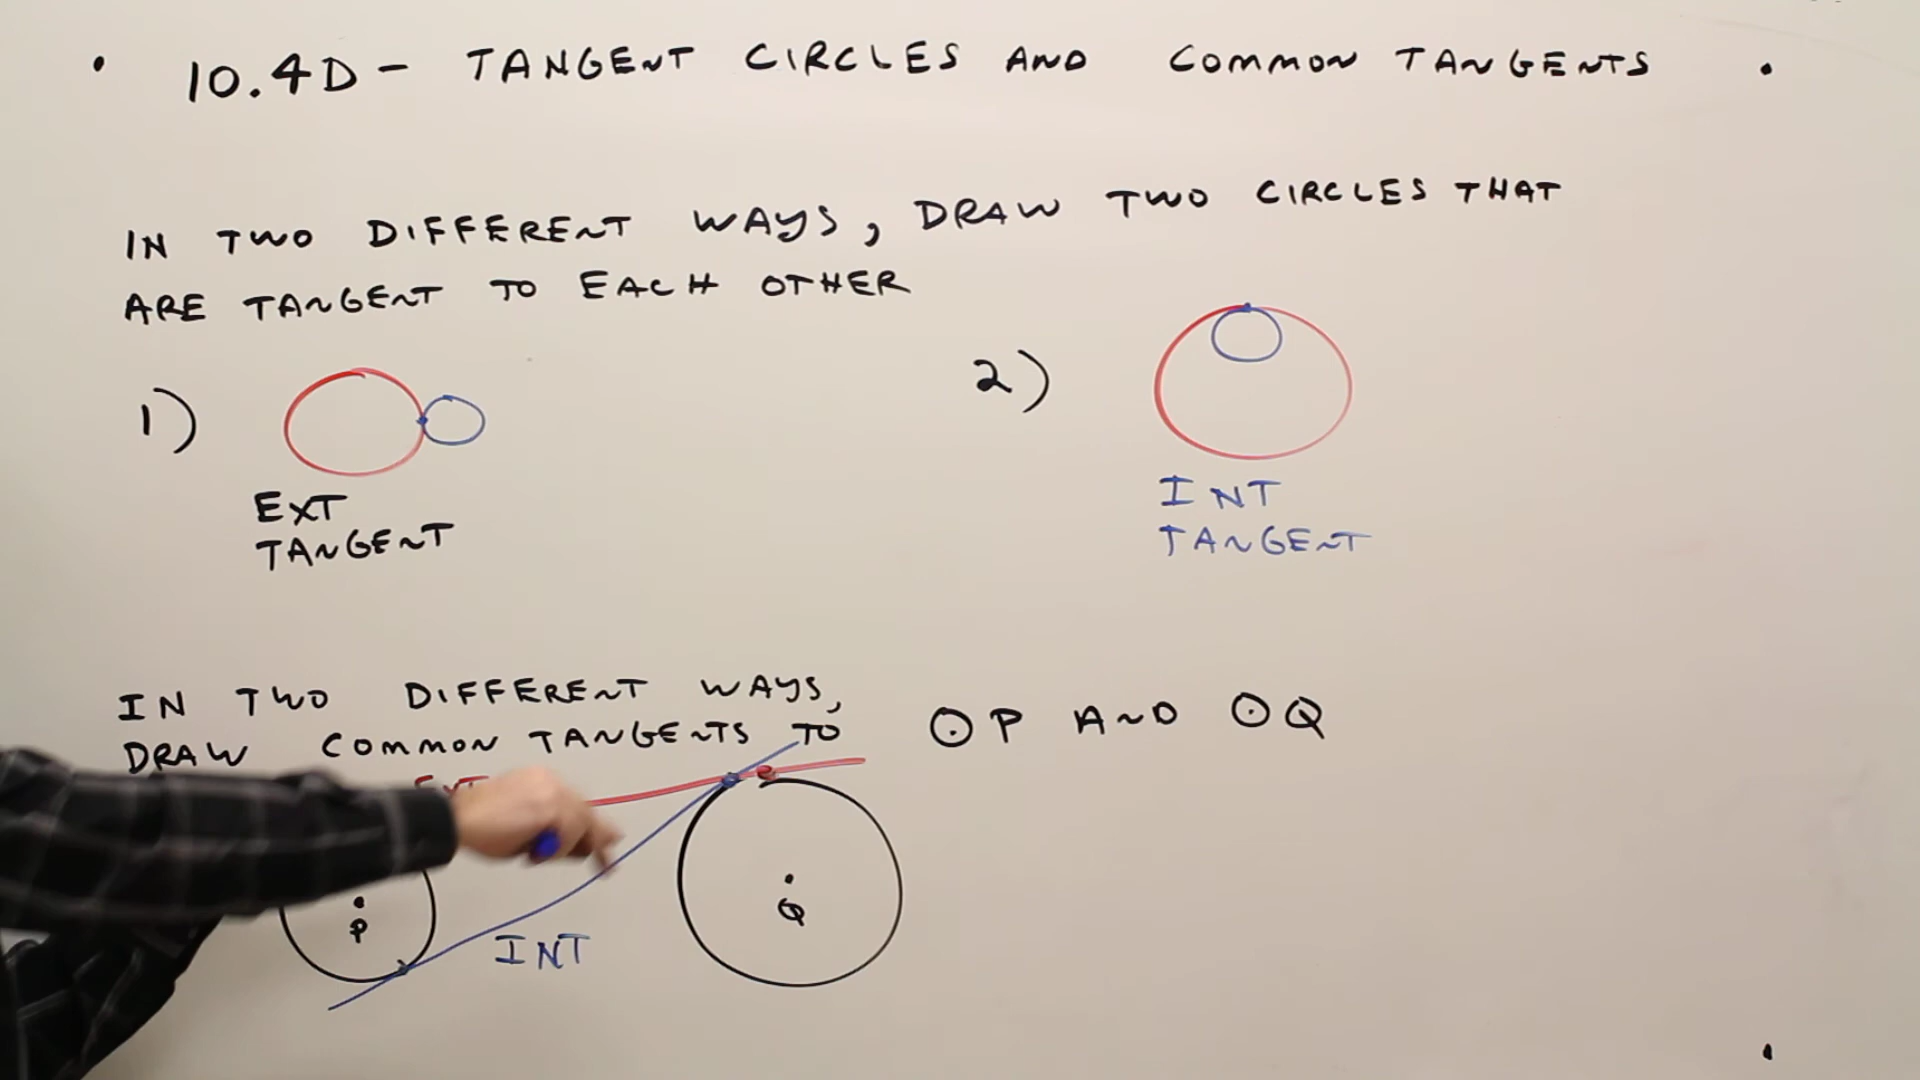 10.4D - TANGENT CIRCLES AND COMMON TANGENTS
IN TWO DIFFERENT WAYS, DRAW TWO CIRCLES THAT
ARE TANGENT TO EACH OTHER
1)
2)
EXT
TANGENT
INT
TANGENT
IN TWO DIFFERENT WAYS,
DRAW COMMON TANGENTS TO ⊙P AND ⊙Q
EXT
P
Q
INT